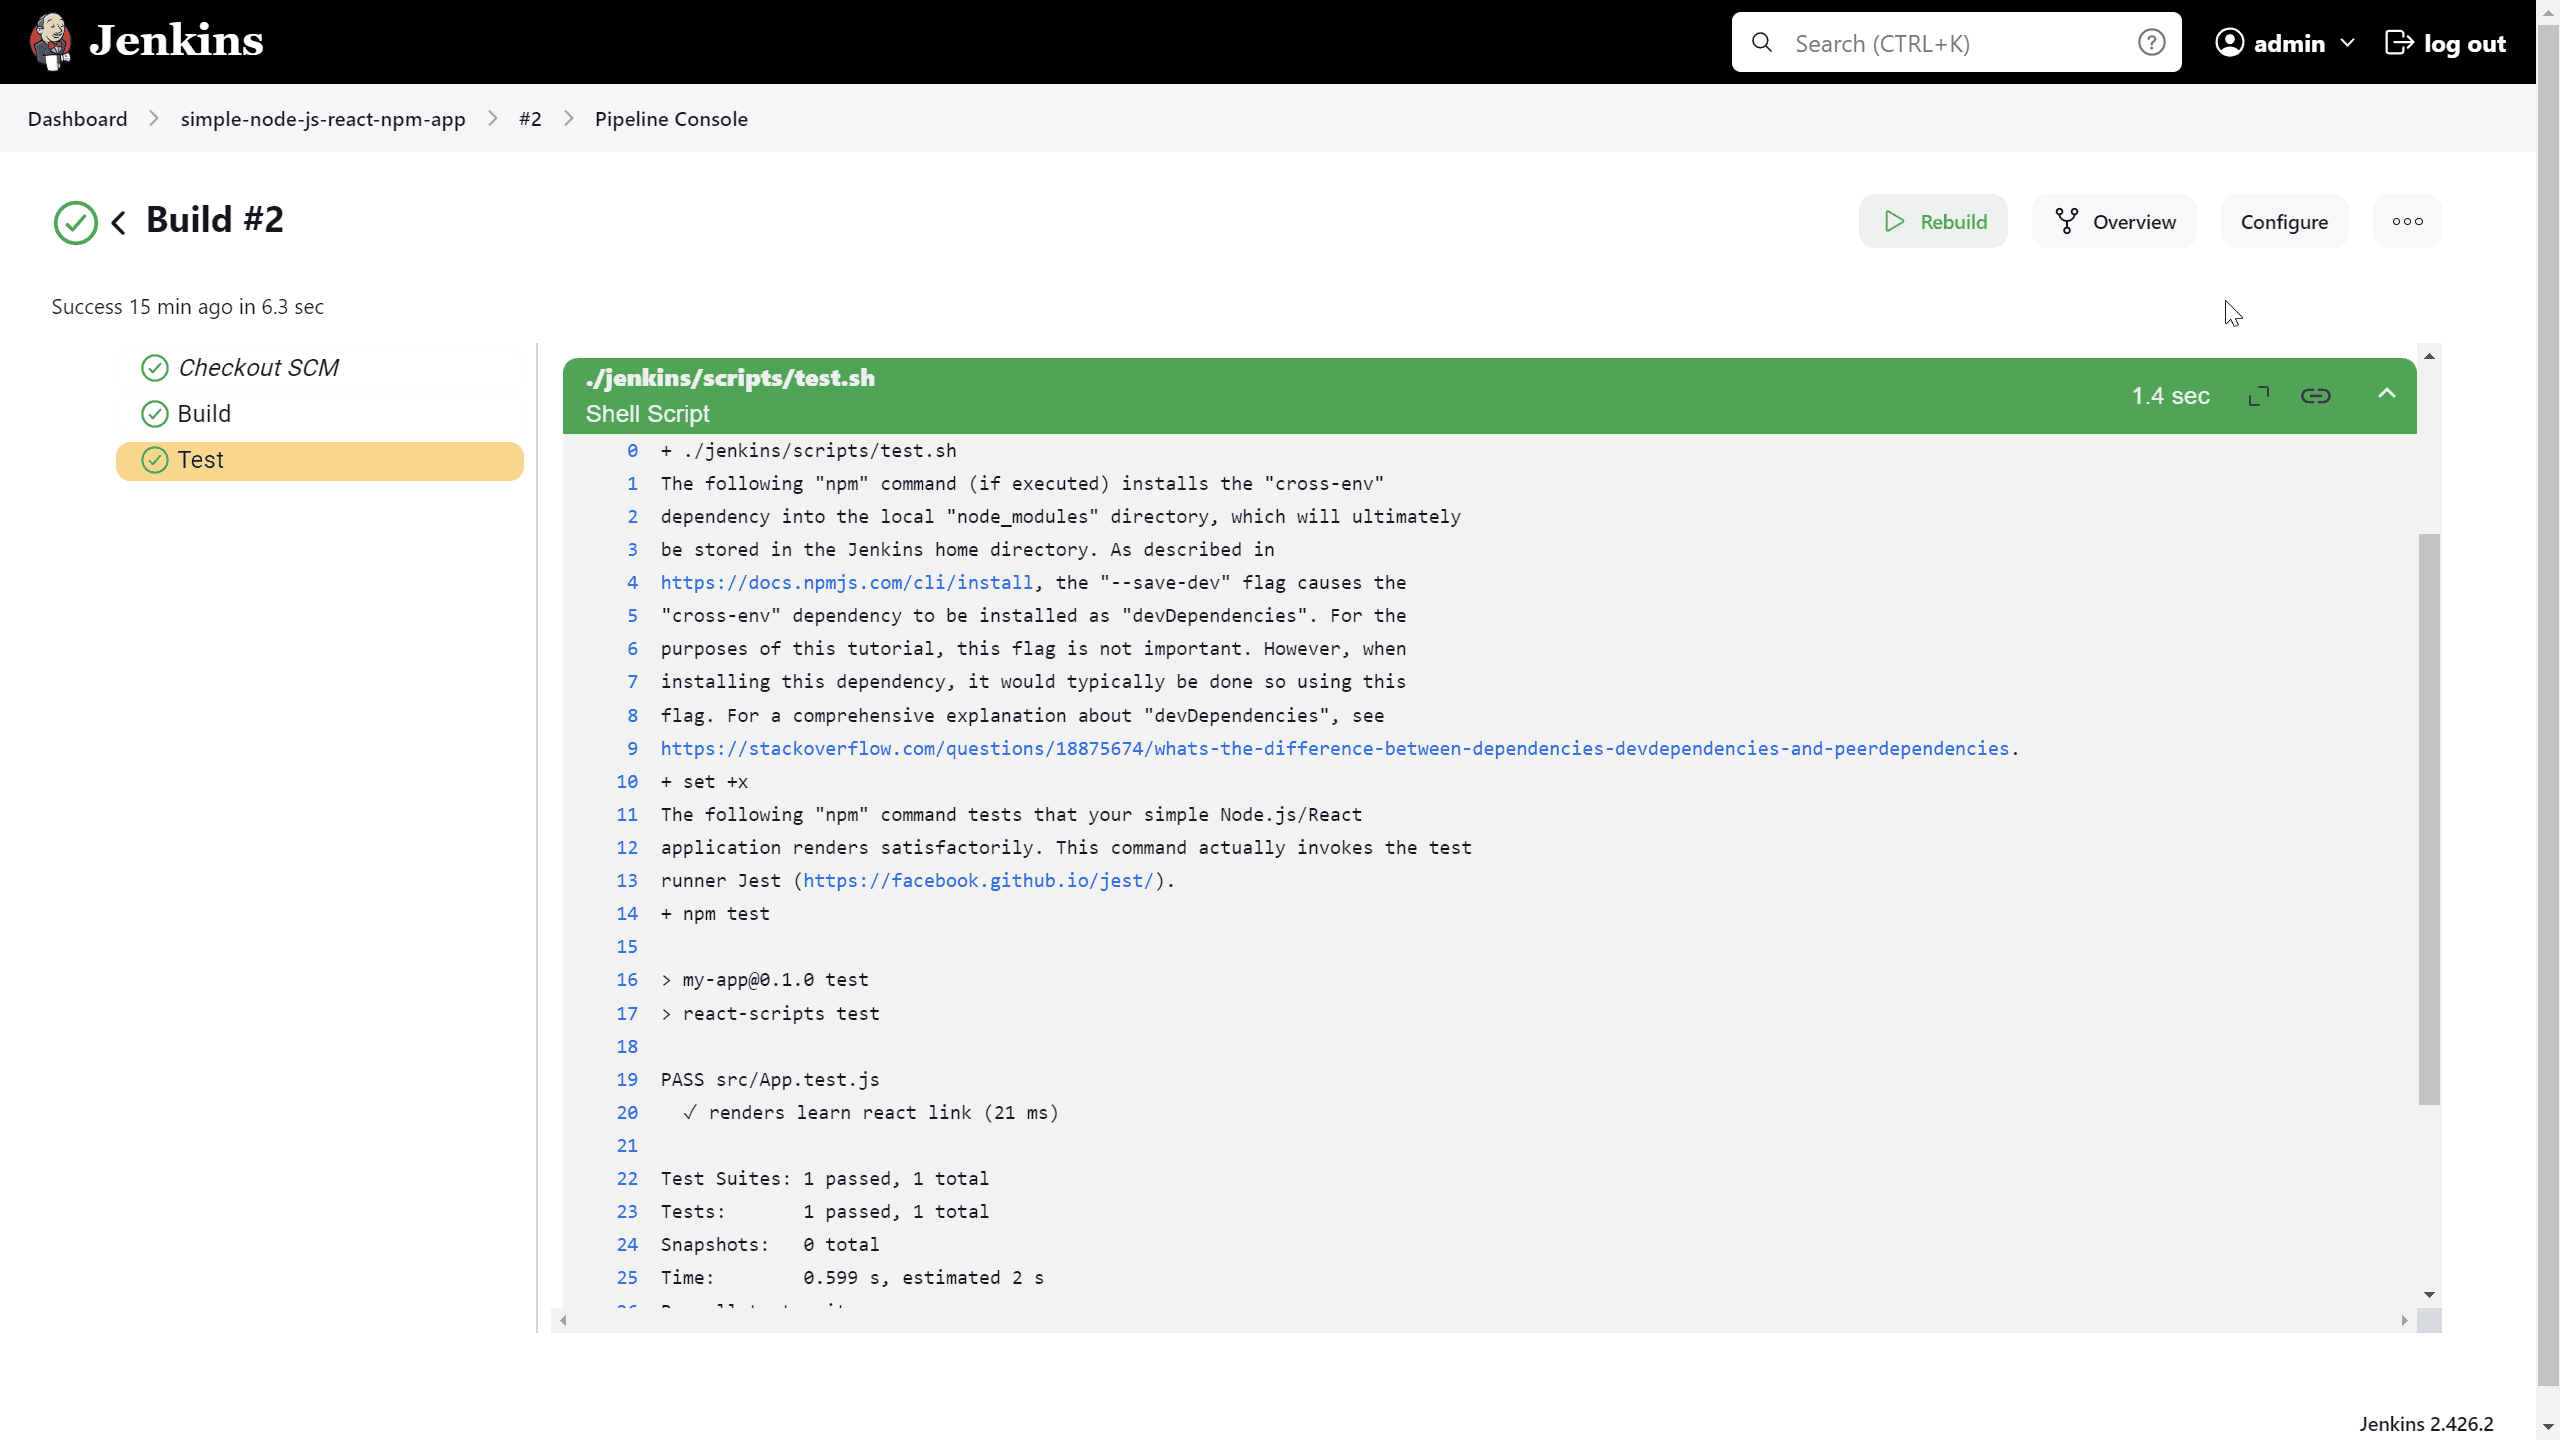 Jenkins
Search (CTRL+K)
admin
log out
Dashboard
simple-node-js-react-npm-app
#2
Pipeline Console
Build #2
Rebuild
Overview
Configure
Success 15 min ago in 6.3 sec
Checkout SCM
Build
Test
./jenkins/scripts/test.sh
Shell Script
1.4 sec
0 + ./jenkins/scripts/test.sh
1 The following "npm" command (if executed) installs the "cross-env"
2 dependency into the local "node_modules" directory, which will ultimately
3 be stored in the Jenkins home directory. As described in
4 https://docs.npmjs.com/cli/install, the "--save-dev" flag causes the
5 "cross-env" dependency to be installed as "devDependencies". For the
6 purposes of this tutorial, this flag is not important. However, when
7 installing this dependency, it would typically be done so using this
8 flag. For a comprehensive explanation about "devDependencies", see
9 https://stackoverflow.com/questions/18875674/whats-the-difference-between-dependencies-devdependencies-and-peerdependencies.
10 + set +x
11 The following "npm" command tests that your simple Node.js/React
12 application renders satisfactorily. This command actually invokes the test
13 runner Jest (https://facebook.github.io/jest/).
14 + npm test
15
16 > my-app@0.1.0 test
17 > react-scripts test
18
19 PASS src/App.test.js
20 ✓ renders learn react link (21 ms)
21
22 Test Suites: 1 passed, 1 total
23 Tests: 1 passed, 1 total
24 Snapshots: 0 total
25 Time: 0.599 s, estimated 2 s
Jenkins 2.426.2